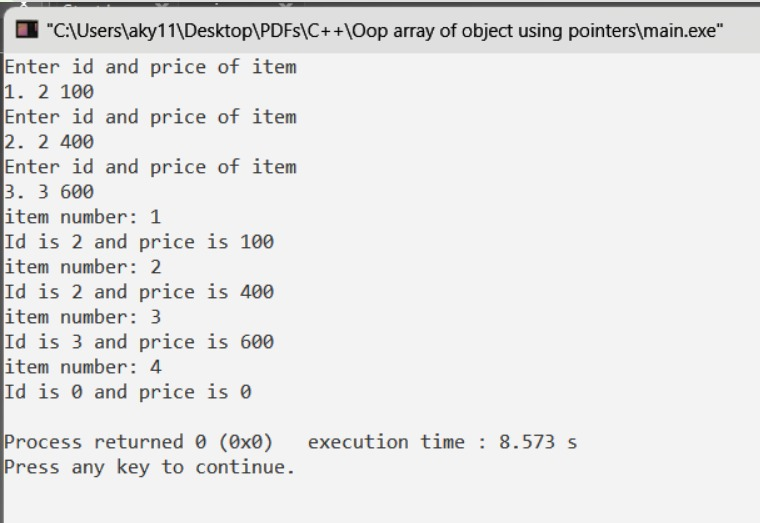 "C:\Users\aky11\Desktop\PDFs\C++\Oop array of object using pointers\main.exe"
Enter id and price of item
1. 2 100
Enter id and price of item
2. 2 400
Enter id and price of item
3. 3 600
item number: 1
Id is 2 and price is 100
item number: 2
Id is 2 and price is 400
item number: 3
Id is 3 and price is 600
item number: 4
Id is 0 and price is 0
Process returned 0 (0x0)   execution time : 8.573 s
Press any key to continue.